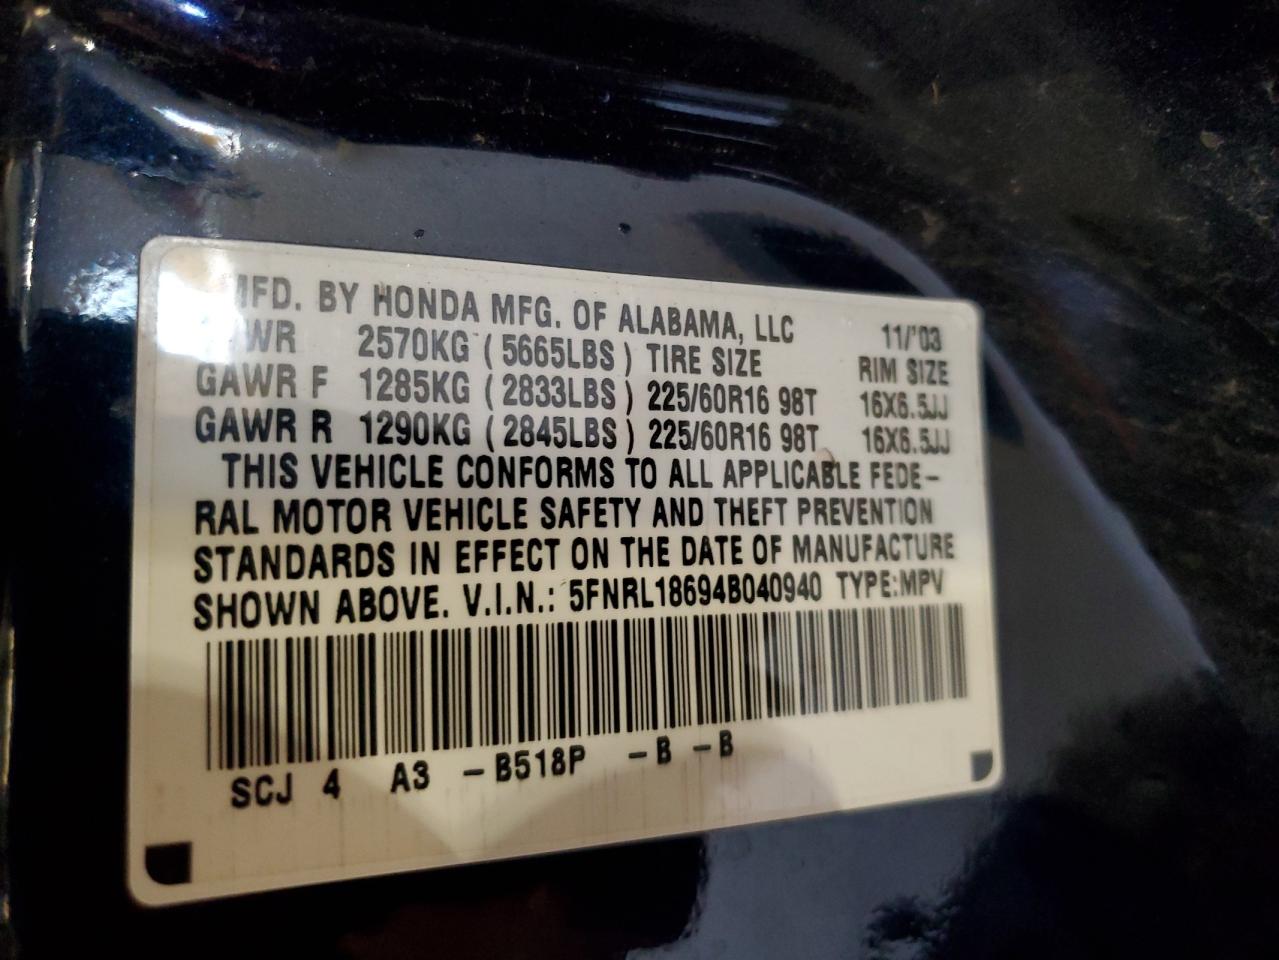 MFD. BY HONDA MFG. OF ALABAMA, LLC 11/'03
GVWR 2570KG (5665LBS) TIRE SIZE RIM SIZE
GAWR F 1285KG (2833LBS) 225/60R16 98T 16X6.5JJ
GAWR R 1290KG (2845LBS) 225/60R16 98T 16X6.5JJ
THIS VEHICLE CONFORMS TO ALL APPLICABLE FEDE-
RAL MOTOR VEHICLE SAFETY AND THEFT PREVENTION
STANDARDS IN EFFECT ON THE DATE OF MANUFACTURE
SHOWN ABOVE. V.I.N.: 5FNRL18694B040940 TYPE:MPV
SCJ 4 A3 -B518P -B -B